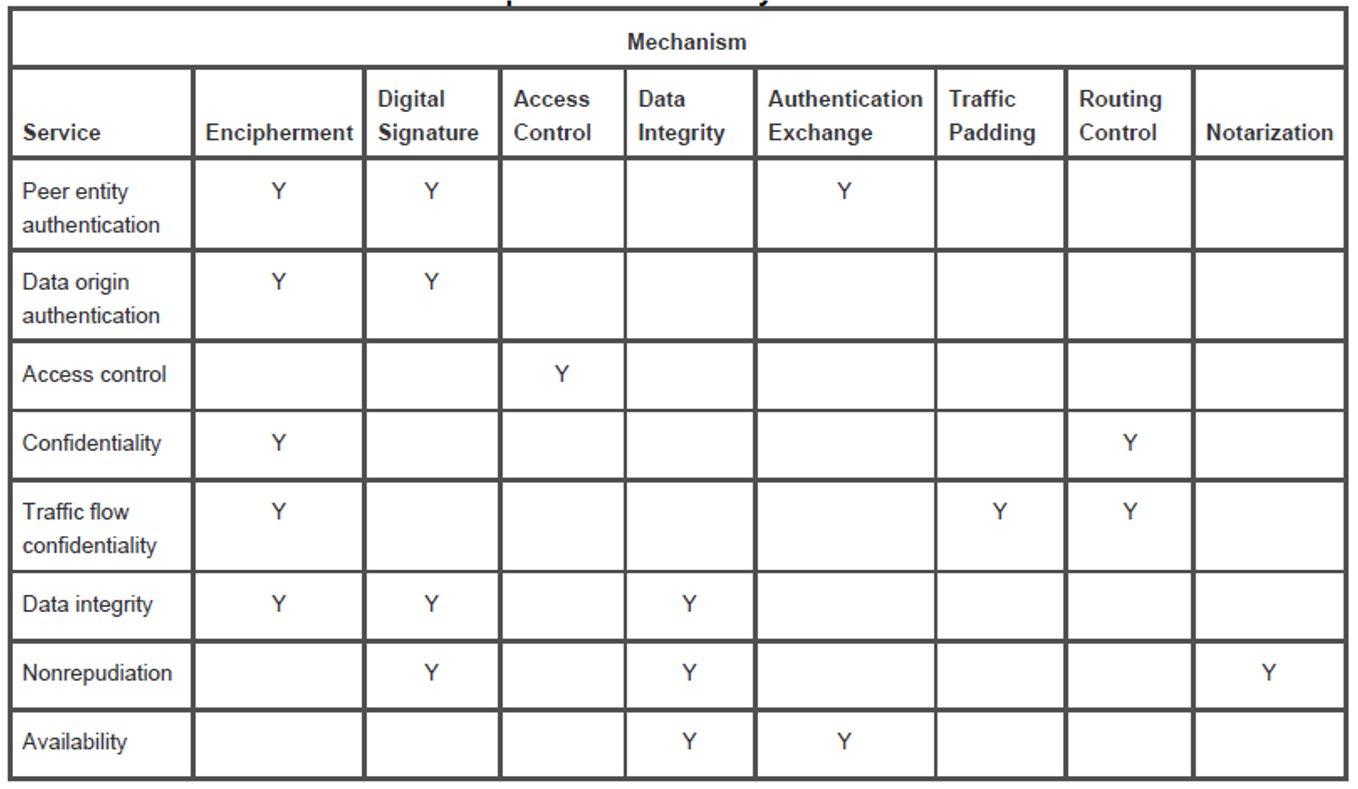 Mechanism
Service Encipherment Digital Signature Access Control Data Integrity Authentication Exchange Traffic Padding Routing Control Notarization
Peer entity authentication Y Y Y
Data origin authentication Y Y
Access control Y
Confidentiality Y Y
Traffic flow confidentiality Y Y Y
Data integrity Y Y Y
Nonrepudiation Y Y Y
Availability Y Y